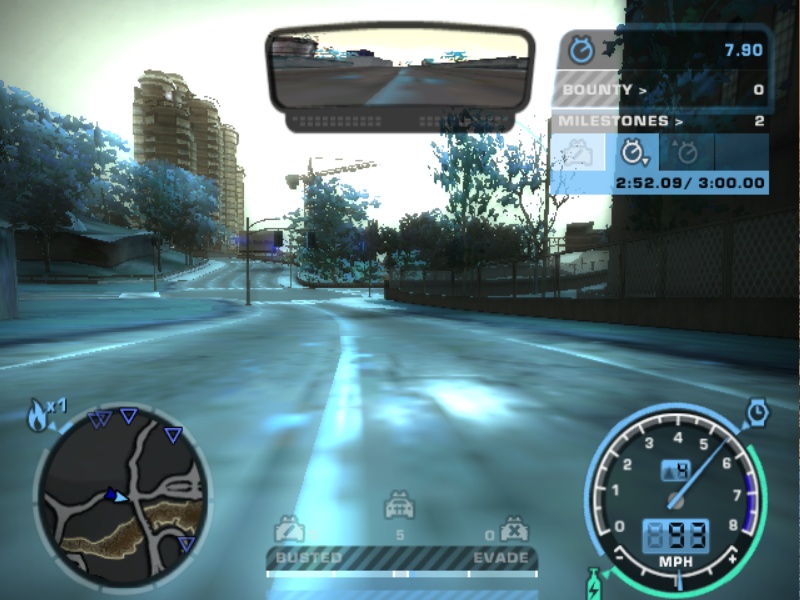 7.90
BOUNTY > 0
MILESTONES > 2
2:52.09/ 3:00.00
x1
0 1 2 3 4 5 6 7 8
4
93
MPH
- +
5 0
BUSTED EVADE